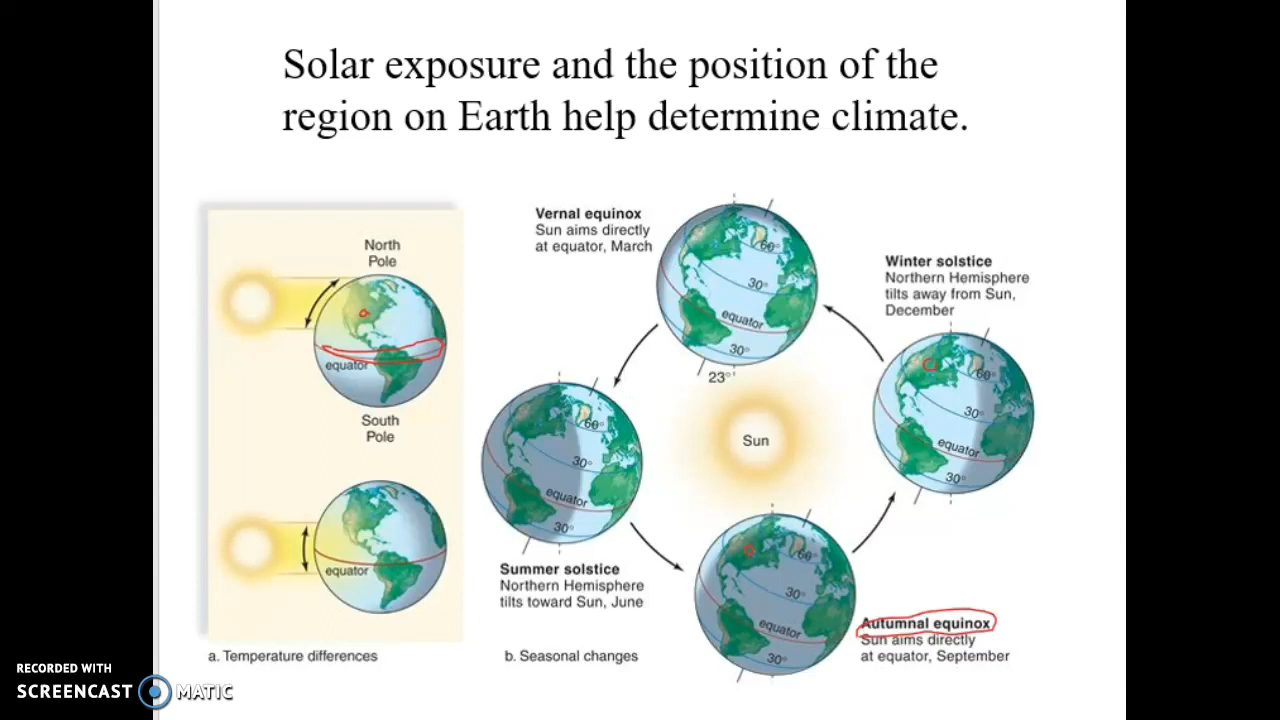 Solar exposure and the position of the
region on Earth help determine climate.
North
Pole
equator
South
Pole
equator
a. Temperature differences
Vernal equinox
Sun aims directly
at equator, March
60°
30°
equator
30°
23°
Winter solstice
Northern Hemisphere
tilts away from Sun,
December
60°
30°
equator
30°
Sun
60°
30°
equator
30°
Summer solstice
Northern Hemisphere
tilts toward Sun, June
60°
30°
equator
30°
Autumnal equinox
Sun aims directly
at equator, September
b. Seasonal changes
RECORDED WITH
SCREENCAST MATIC